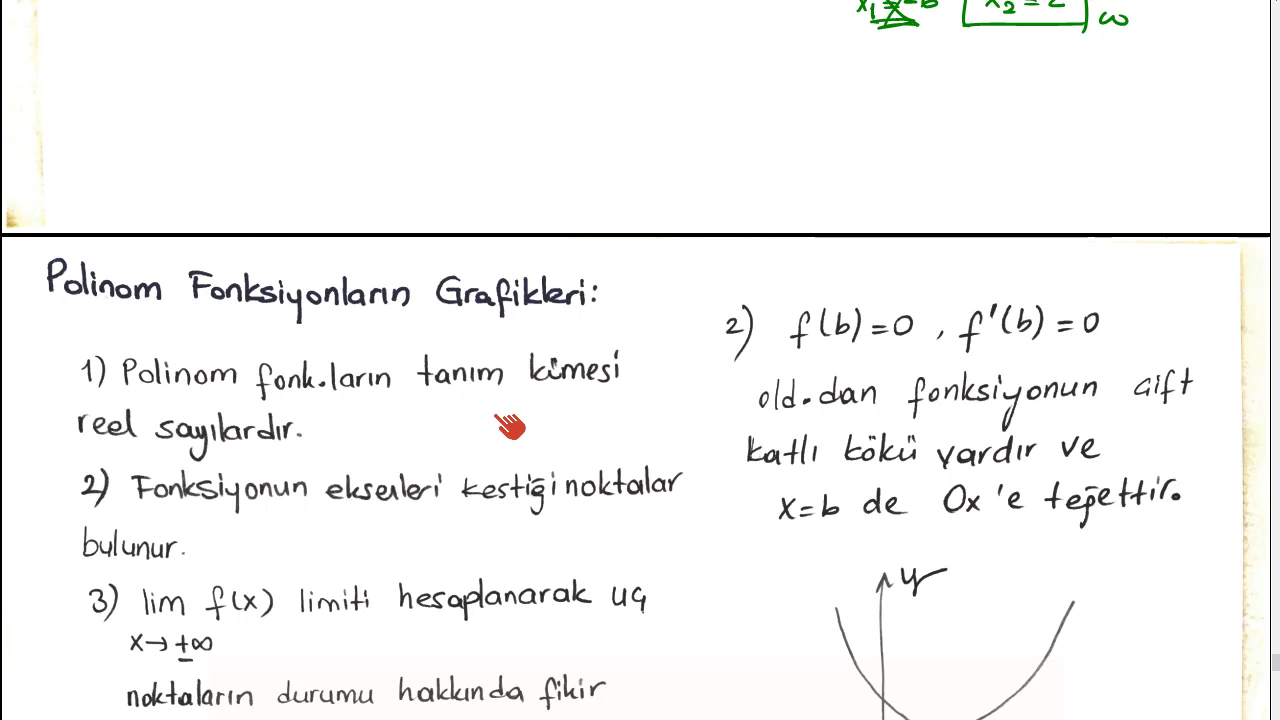 Polinom Fonksiyonların Grafikleri:
1) Polinom fonk.ların tanım kümesi
reel sayılardır.
2) Fonksiyonun eksenleri kestiği noktalar
bulunur.
3) lim f(x) limiti hesaplanarak uç
x→ ±∞
noktaların durumu hakkında fikir
2) f(b)=0 , f'(b)=0
old.dan fonksiyonun çift
katlı kökü vardır ve
x=b de Ox'e teğettir.
y